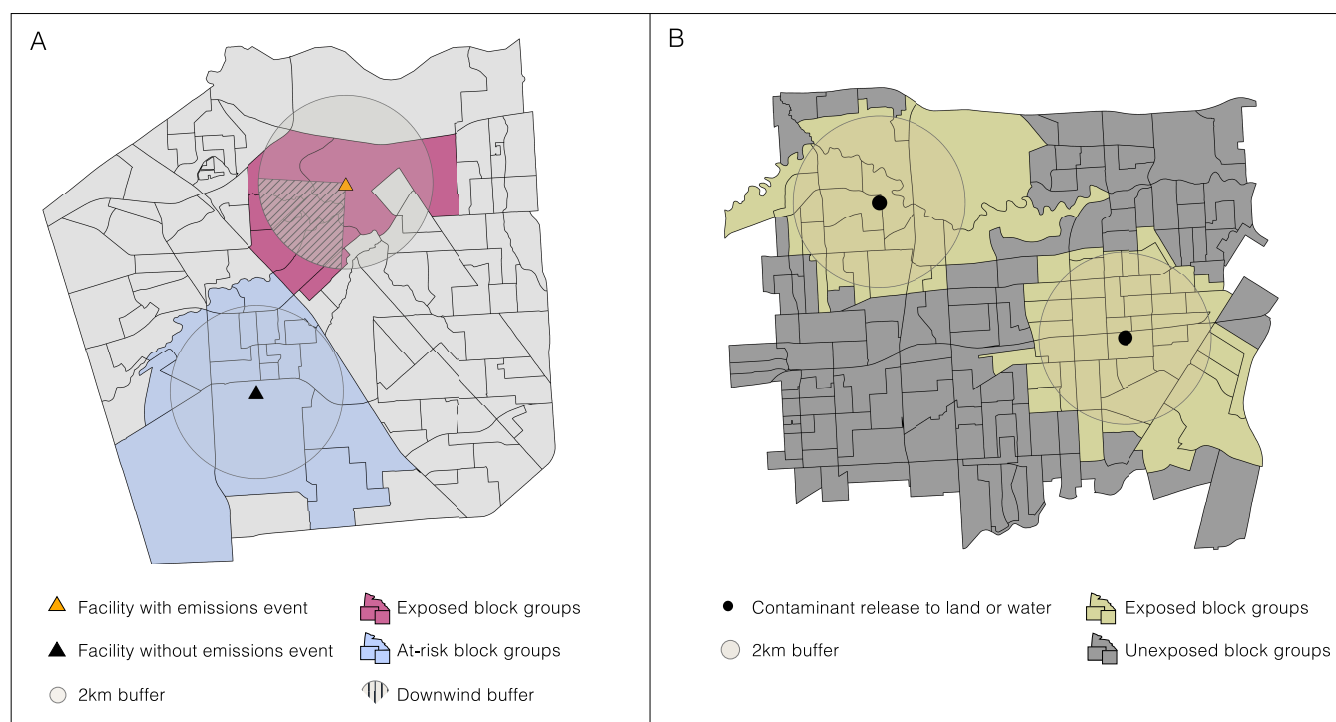 A
B
Facility with emissions event
Exposed block groups
Facility without emissions event
At-risk block groups
2km buffer
Downwind buffer
Contaminant release to land or water
Exposed block groups
2km buffer
Unexposed block groups